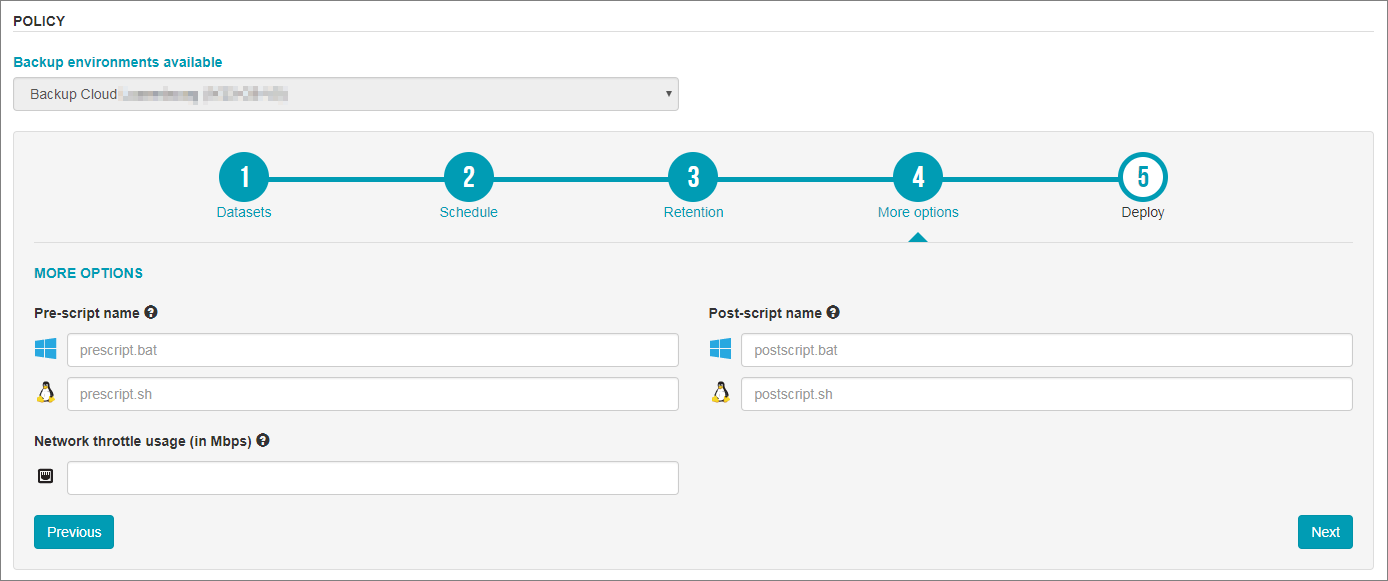 POLICY
Backup environments available
Backup Cloud
1 2 3 4 5
Datasets Schedule Retention More options Deploy
MORE OPTIONS
Pre-script name ? Post-script name ?
prescript.bat postscript.bat
prescript.sh postscript.sh
Network throttle usage (in Mbps) ?
Previous Next